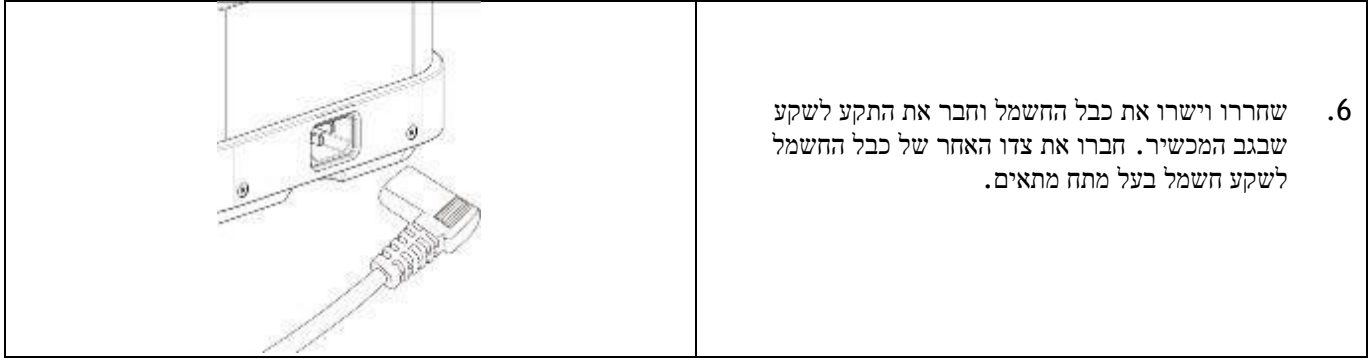 6. שחררו וישרו את כבל החשמל וחבר את התקע לשקע
שבגב המכשיר. חברו את צדו האחר של כבל החשמל
לשקע חשמל בעל מתח מתאים.